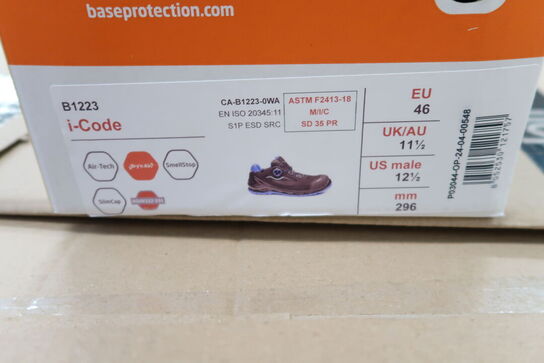 baseprotection.com
B1223
i-Code
CA-B1223-0WA
EN ISO 20345:11
S1P ESD SRC
ASTM F2413-18
M/I/C
SD 35 PR
EU
46
UK/AU
11½
US male
12½
mm
296
Air-Tech
SmellStop
SlimCap
P03044-OP-24-04-00548